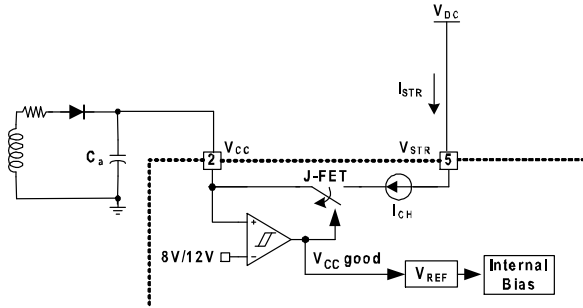 V_DC
I_STR
C_a
V_CC
V_STR
2
5
J-FET
I_CH
+
-
8V/12V
V_CC good
V_REF
Internal
Bias